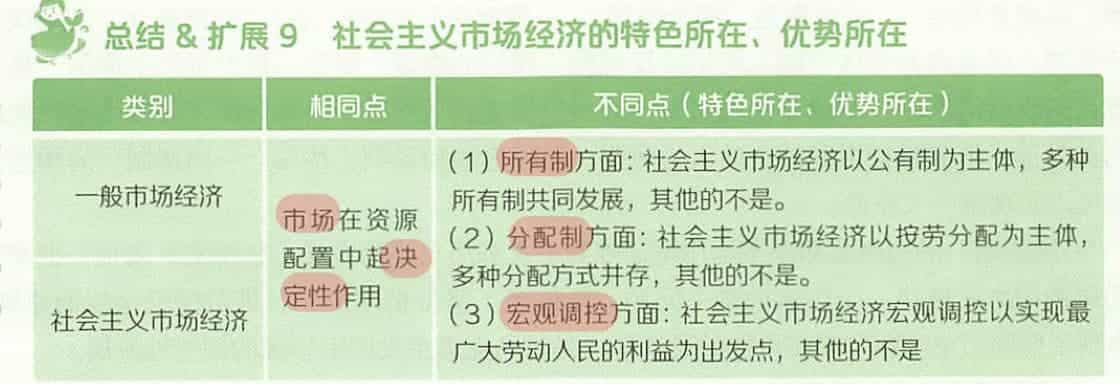 总结 & 扩展 9 社会主义市场经济的特色所在、优势所在
类别
相同点
不同点（特色所在、优势所在）
一般市场经济
社会主义市场经济
市场在资源
配置中起决
定性作用
（1）所有制方面：社会主义市场经济以公有制为主体，多种
所有制共同发展，其他的不是。
（2）分配制方面：社会主义市场经济以按劳分配为主体，
多种分配方式并存，其他的不是。
（3）宏观调控方面：社会主义市场经济宏观调控以实现最
广大劳动人民的利益为出发点，其他的不是